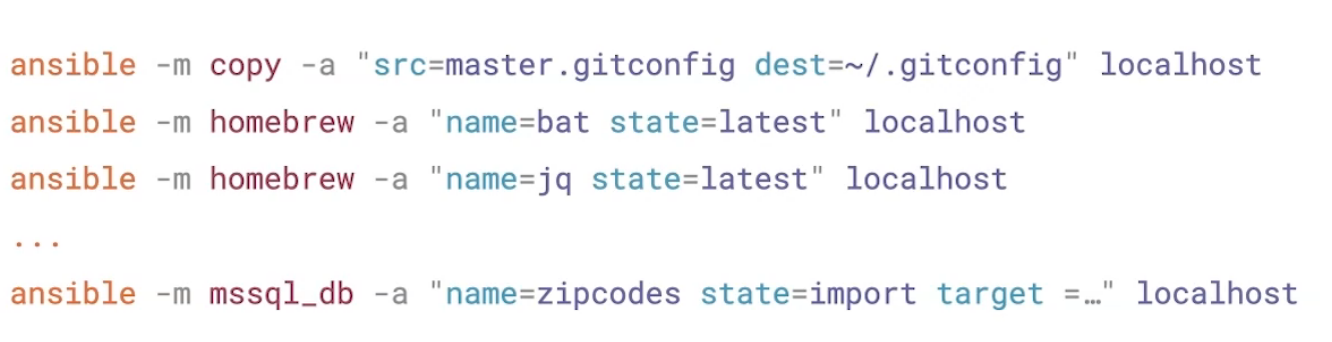 ansible -m copy -a "src=master.gitconfig dest=~/.gitconfig" localhost
ansible -m homebrew -a "name=bat state=latest" localhost
ansible -m homebrew -a "name=jq state=latest" localhost
...
ansible -m mssql_db -a "name=zipcodes state=import target =…" localhost